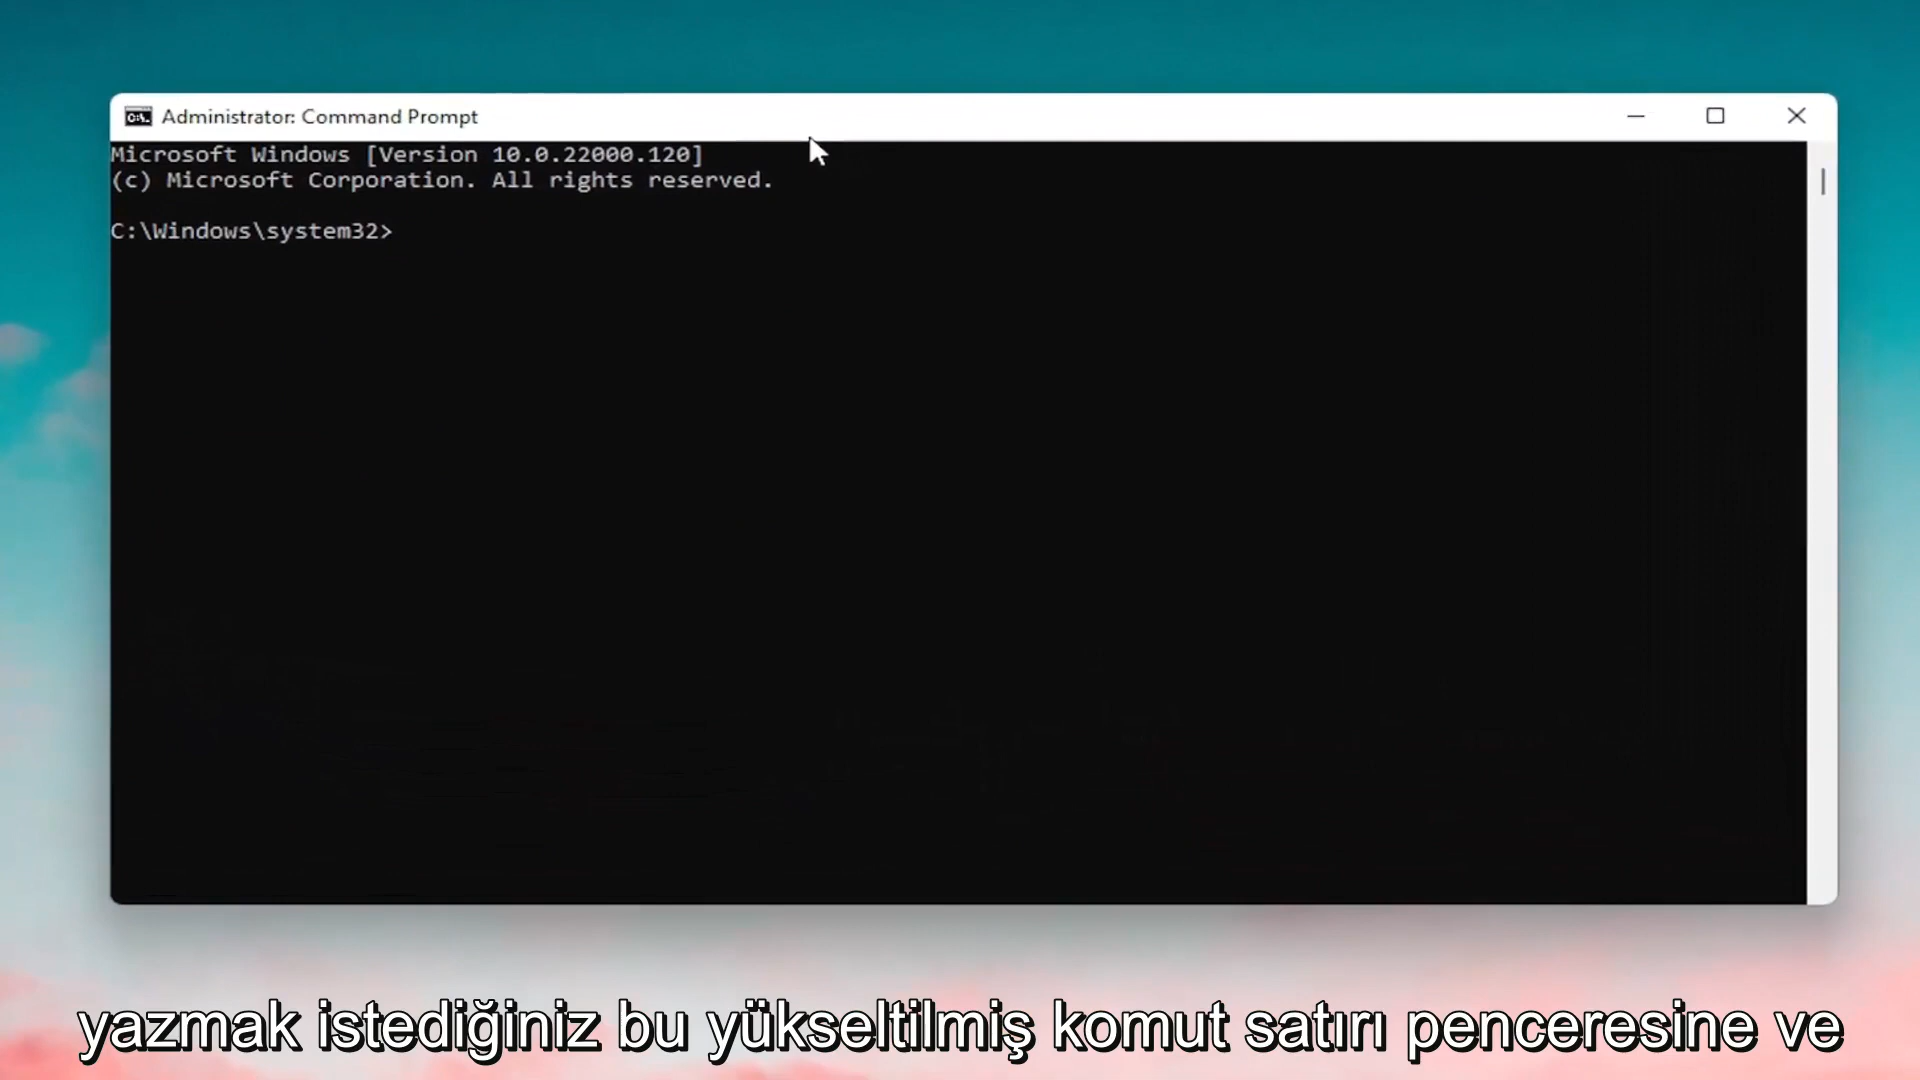 Administrator: Command Prompt
Microsoft Windows [Version 10.0.22000.120]
(c) Microsoft Corporation. All rights reserved.
C:\Windows\system32>
yazmak istediğiniz bu yükseltilmiş komut satırı penceresine ve